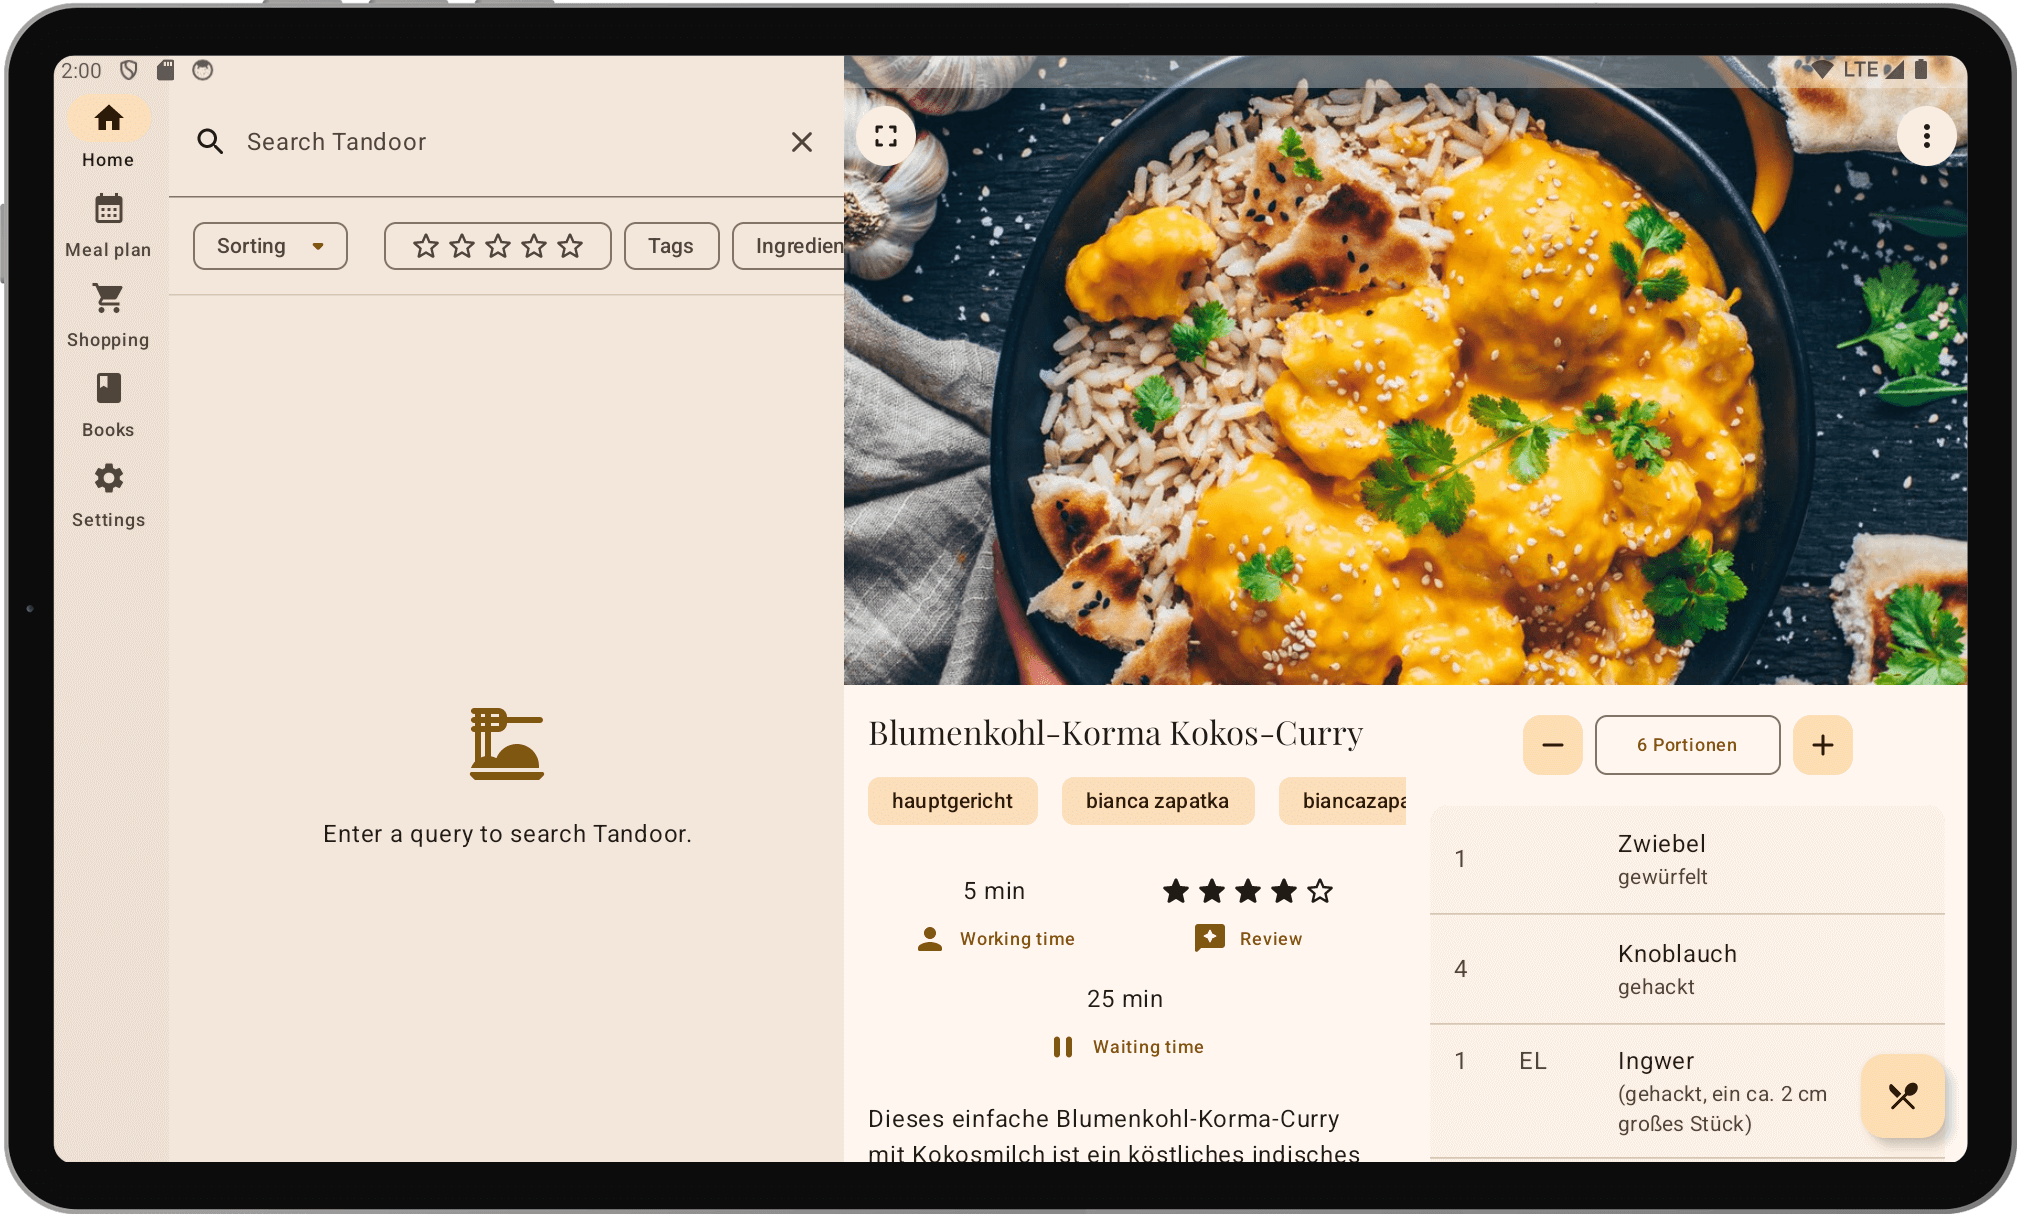 2:00
LTE
Home
Meal plan
Shopping
Books
Settings
Search Tandoor
Sorting
Tags
Ingredien
Enter a query to search Tandoor.
Blumenkohl-Korma Kokos-Curry
hauptgericht
bianca zapatka
biancazapa
5 min
Working time
Review
25 min
Waiting time
Dieses einfache Blumenkohl-Korma-Curry
mit Kokosmilch ist ein köstliches indisches
6 Portionen
1 Zwiebel
gewürfelt
4 Knoblauch
gehackt
1 EL Ingwer
(gehackt, ein ca. 2 cm
großes Stück)